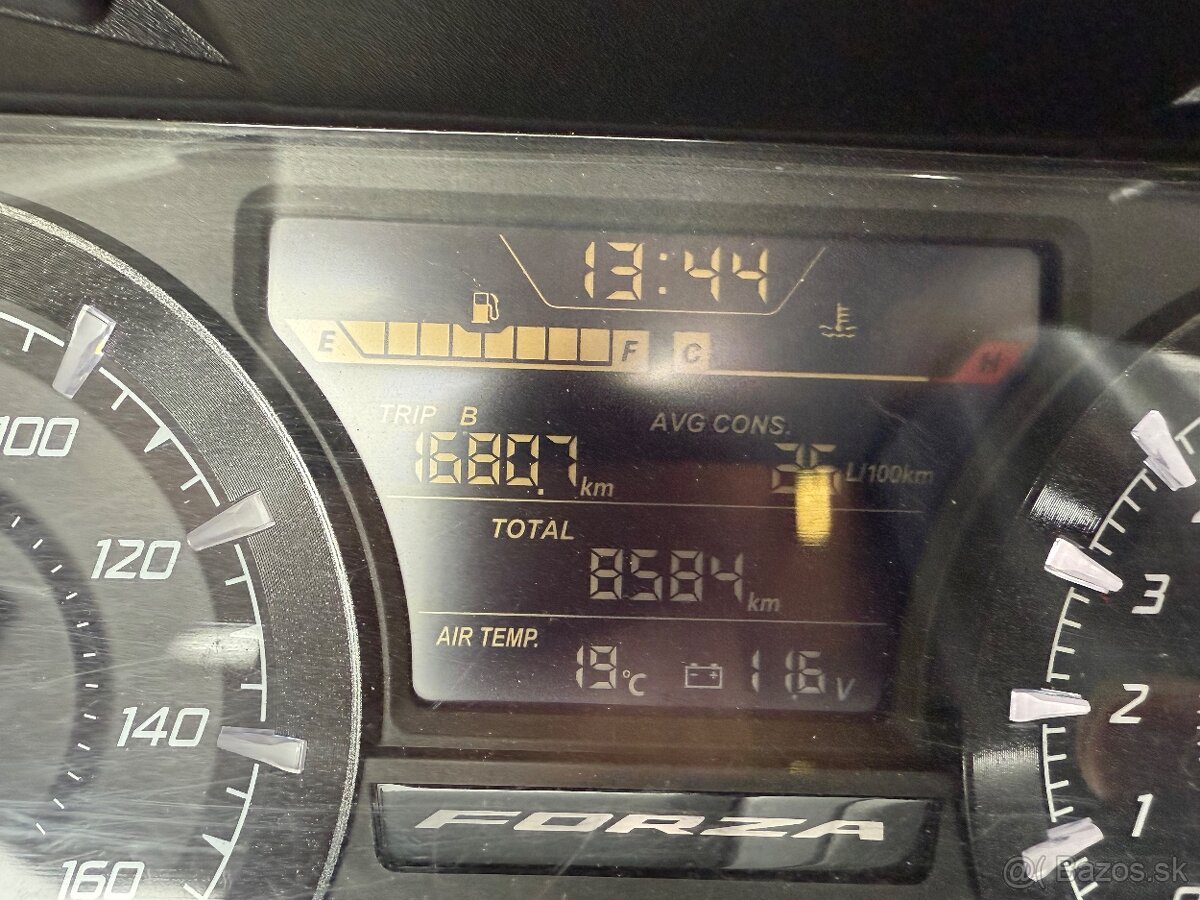 13:44
E F C H
TRIP B AVG CONS.
1680.7 km L/100km
TOTAL
8584 km
AIR TEMP.
19 °C 11.6 V
FORZA
100
120
140
160
3
2
1
Bazos.sk